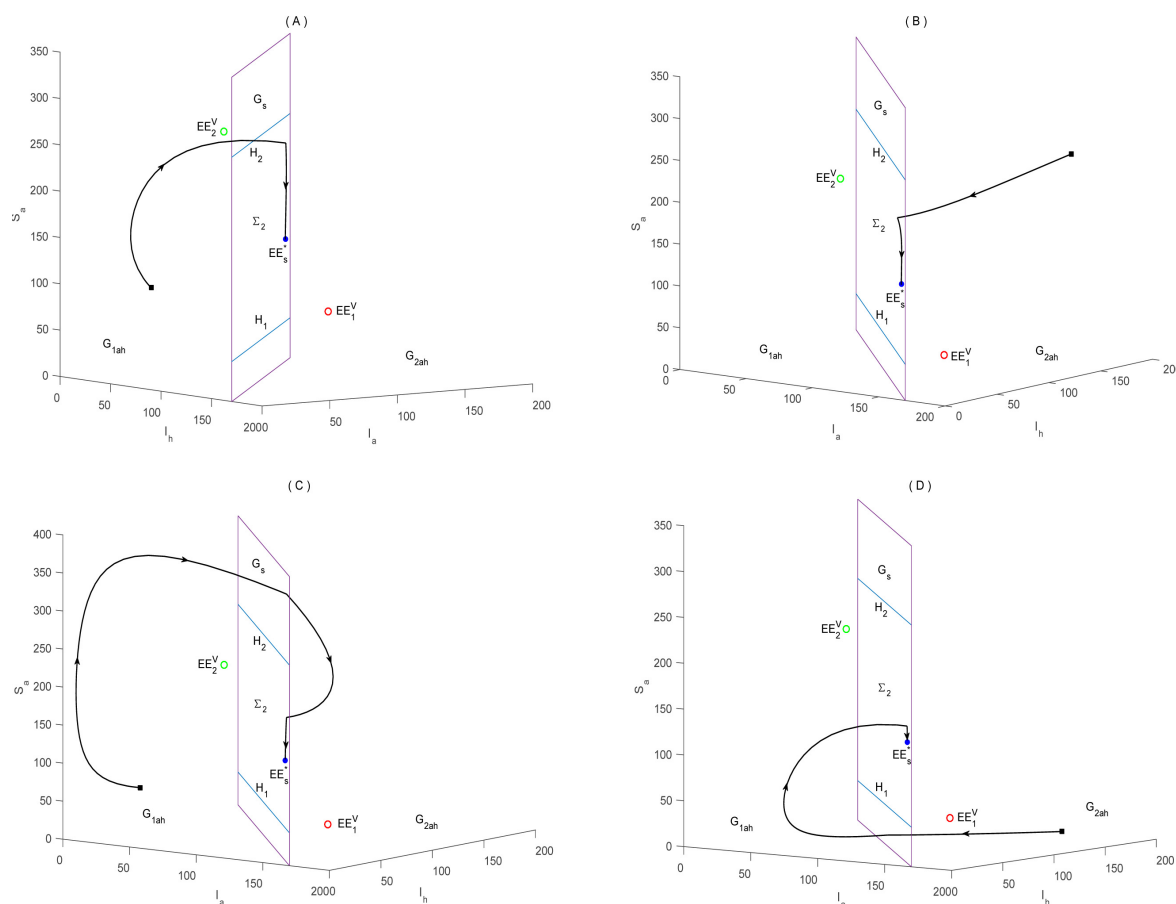 ( A )
350
300
250
200
150
100
50
0
S_a
G_s
EE_2^V
H_2
Σ_2
EE_s^*
H_1
EE_1^V
G_1ah
G_2ah
0 50 100 150 2000 50 100 150 200
I_h I_a
( B )
350
300
250
200
150
100
50
0
S_a
G_s
H_2
EE_2^V
Σ_2
EE_s^*
H_1
EE_1^V
G_1ah
G_2ah
0 50 100 150 200 0 50 100 150 20
I_a I_h
( C )
400
350
300
250
200
150
100
50
0
S_a
G_s
H_2
EE_2^V
Σ_2
EE_s^*
H_1
EE_1^V
G_1ah
G_2ah
0 50 100 150 2000 50 100 150 200
I_a I_h
( D )
350
300
250
200
150
100
50
0
S_a
G_s
H_2
EE_2^V
Σ_2
EE_s^*
H_1
EE_1^V
G_1ah
G_2ah
0 50 100 150 2000 50 100 150 200
I_a I_h